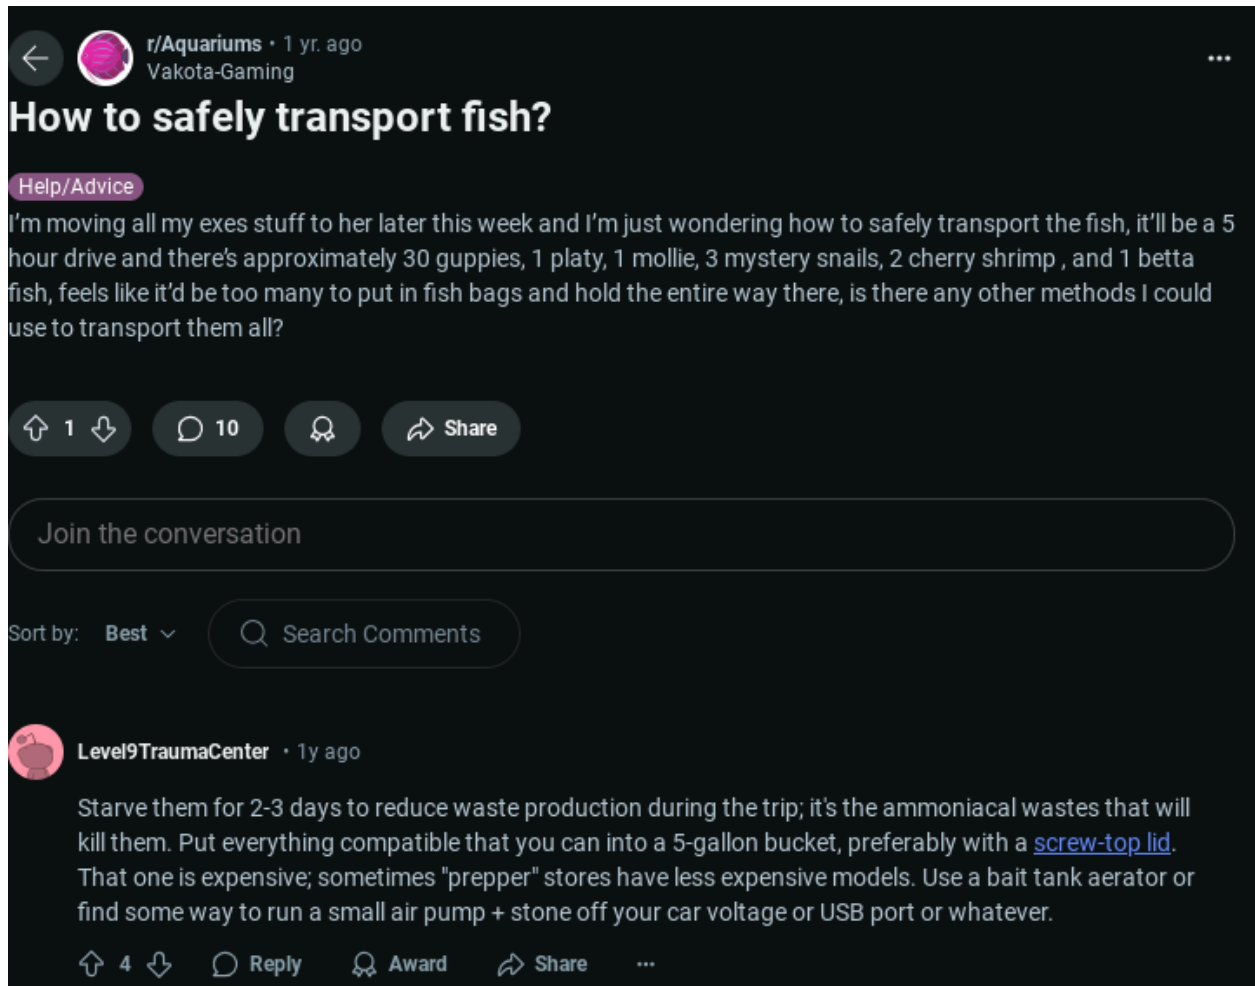 r/Aquariums • 1 yr. ago
Vakota-Gaming
How to safely transport fish?
Help/Advice
I’m moving all my exes stuff to her later this week and I’m just wondering how to safely transport the fish, it’ll be a 5
hour drive and there’s approximately 30 guppies, 1 platy, 1 mollie, 3 mystery snails, 2 cherry shrimp , and 1 betta
fish, feels like it’d be too many to put in fish bags and hold the entire way there, is there any other methods I could
use to transport them all?
1 10 Share
Join the conversation
Sort by: Best Search Comments
Level9TraumaCenter • 1y ago
Starve them for 2-3 days to reduce waste production during the trip; it's the ammoniacal wastes that will
kill them. Put everything compatible that you can into a 5-gallon bucket, preferably with a screw-top lid.
That one is expensive; sometimes "prepper" stores have less expensive models. Use a bait tank aerator or
find some way to run a small air pump + stone off your car voltage or USB port or whatever.
4 Reply Award Share